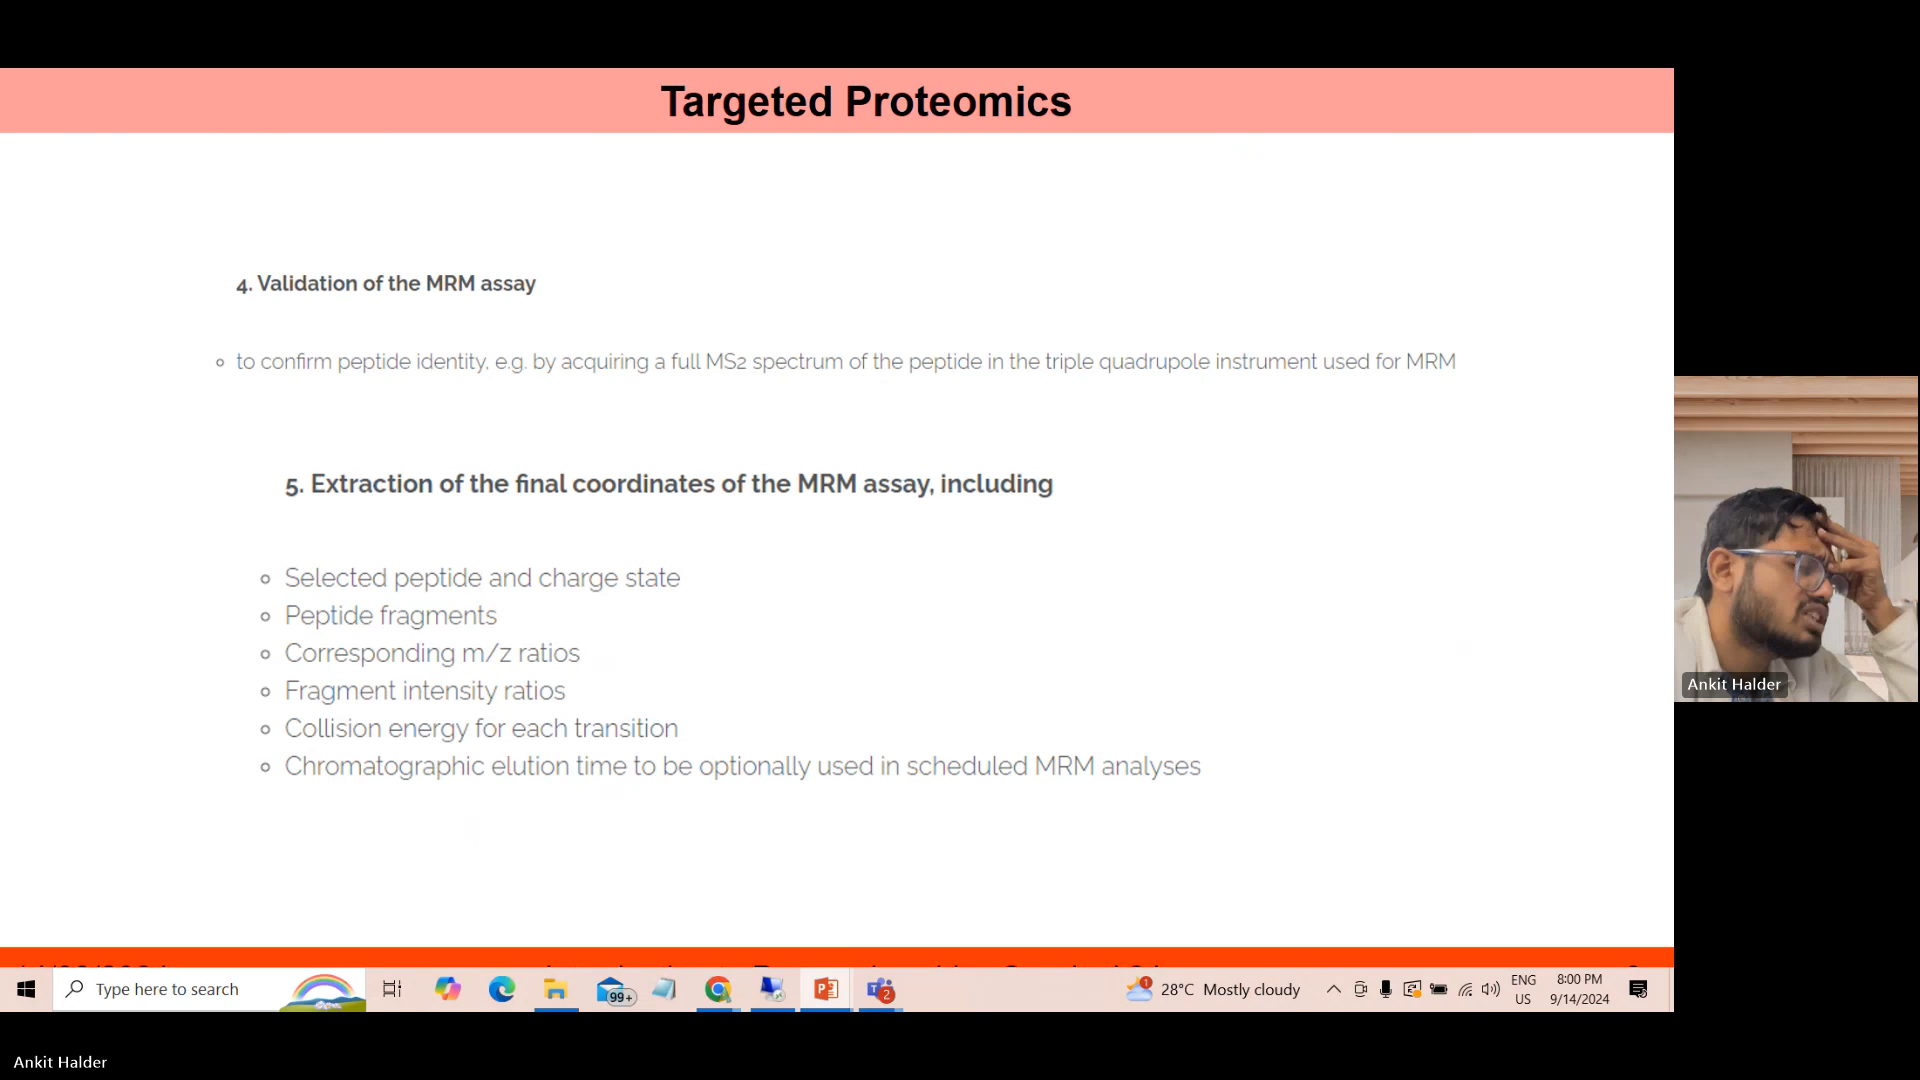 Targeted Proteomics
4. Validation of the MRM assay
to confirm peptide identity, e.g. by acquiring a full MS2 spectrum of the peptide in the triple quadrupole instrument used for MRM
5. Extraction of the final coordinates of the MRM assay, including
Selected peptide and charge state
Peptide fragments
Corresponding m/z ratios
Fragment intensity ratios
Collision energy for each transition
Chromatographic elution time to be optionally used in scheduled MRM analyses
Ankit Halder
Type here to search
99+
2
1
28°C Mostly cloudy
ENG
US
8:00 PM
9/14/2024
Ankit Halder